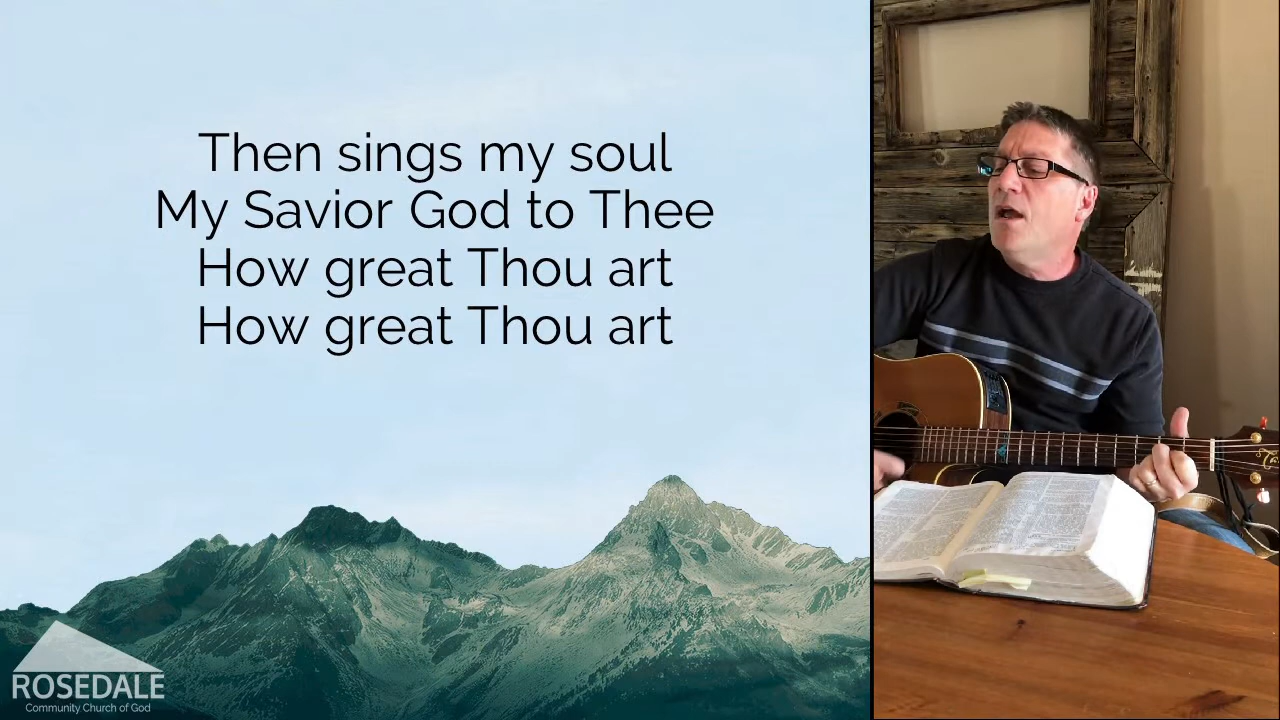 Then sings my soul
My Savior God to Thee
How great Thou art
How great Thou art
ROSEDALE
Community Church of God